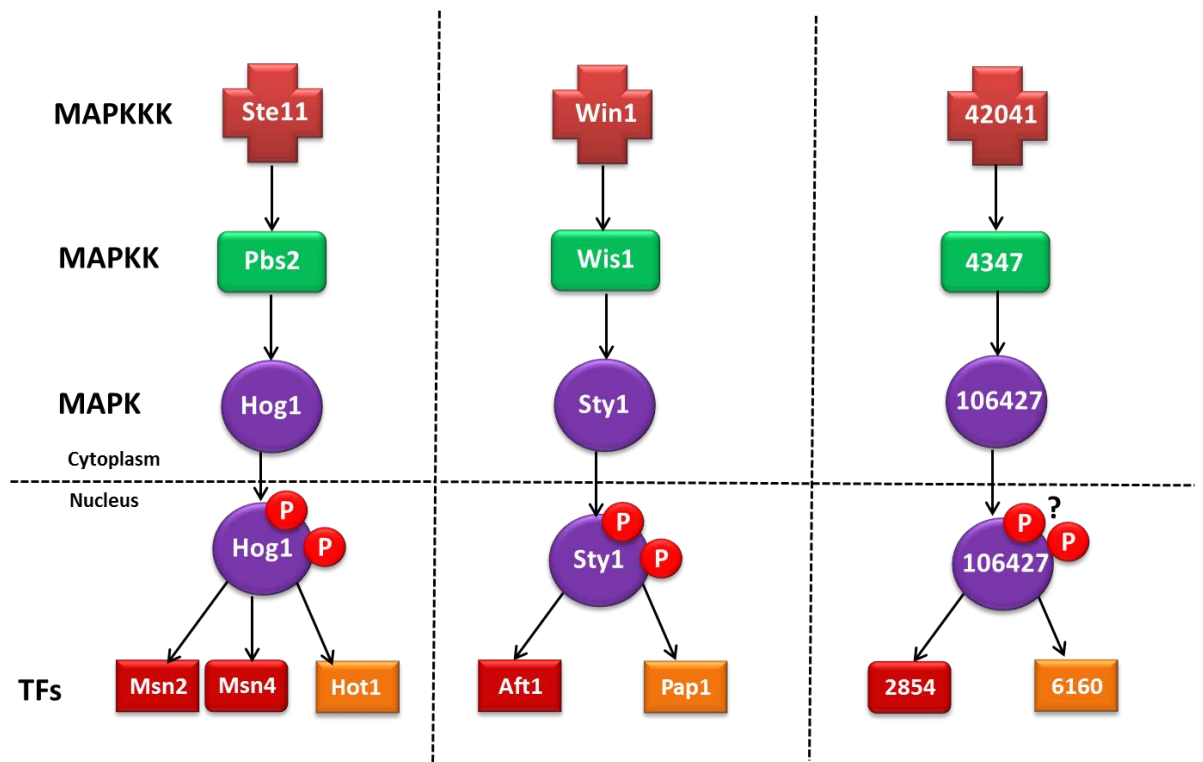 MAPKKK
Ste11
Win1
42041
MAPKK
Pbs2
Wis1
4347
MAPK
Hog1
Sty1
106427
Cytoplasm
Nucleus
P
P
Hog1
P
P
Sty1
?
P
P
106427
TFs
Msn2
Msn4
Hot1
Aft1
Pap1
2854
6160